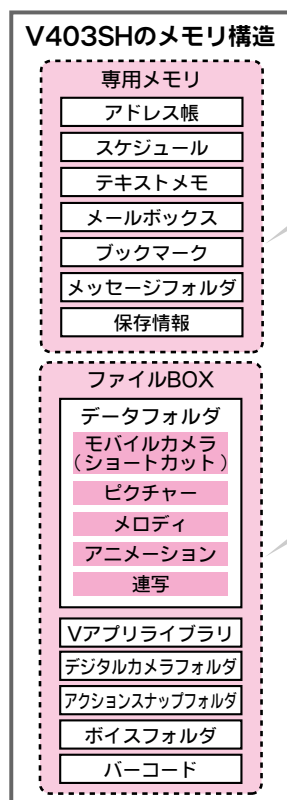 V403SHのメモリ構造
専用メモリ
アドレス帳
スケジュール
テキストメモ
メールボックス
ブックマーク
メッセージフォルダ
保存情報
ファイルBOX
データフォルダ
モバイルカメラ
(ショートカット)
ピクチャー
メロディ
アニメーション
連写
Vアプリライブラリ
デジタルカメラフォルダ
アクションスナップフォルダ
ボイスフォルダ
バーコード